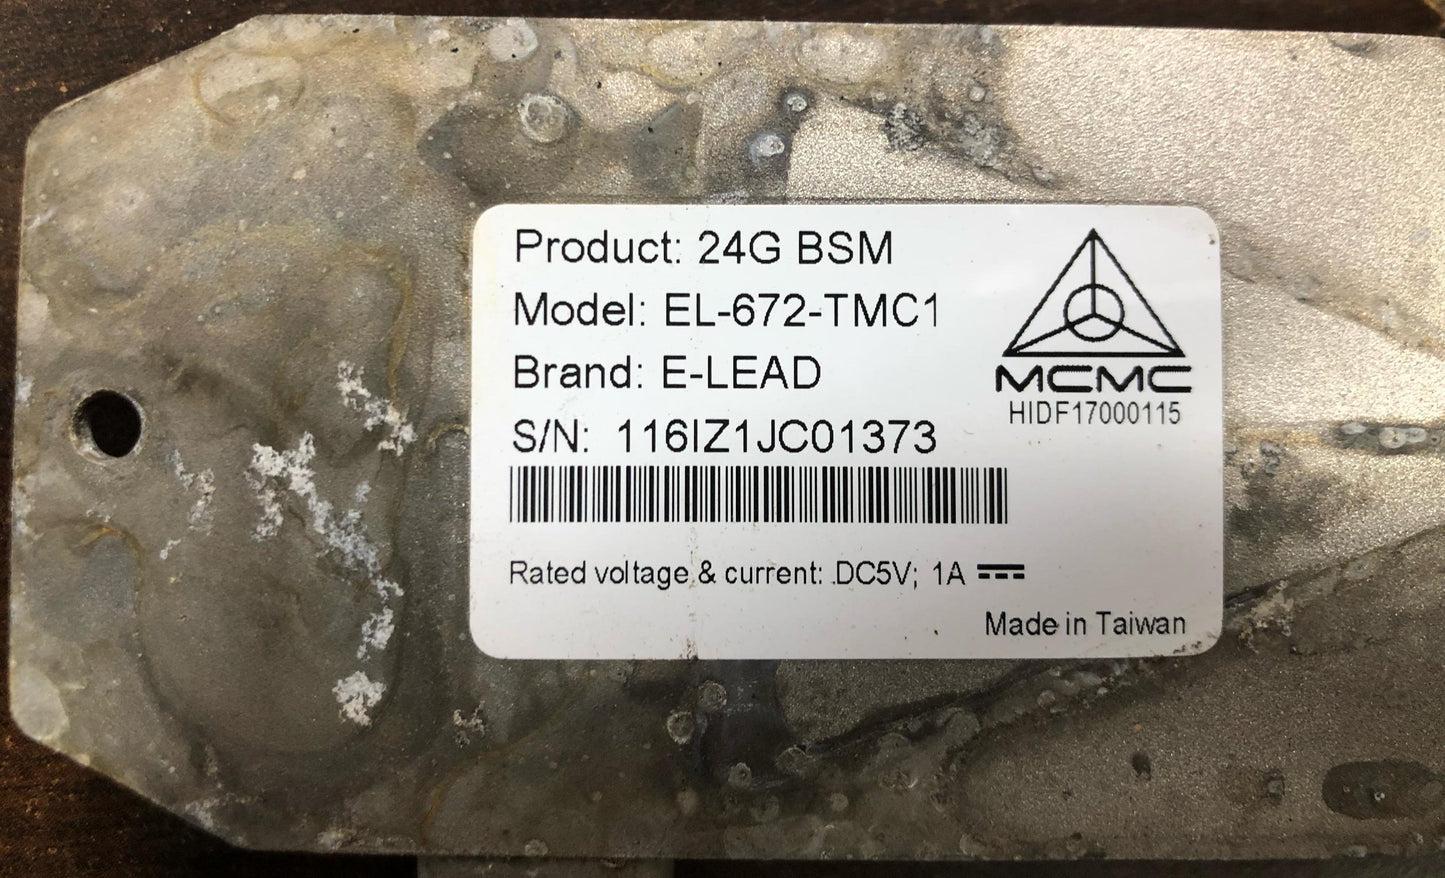 Product: 24G BSM
Model: EL-672-TMC1
Brand: E-LEAD
S/N: 116IZ1JC01373
MCMC
HIDF17000115
Rated voltage & current: DC5V; 1A
Made in Taiwan